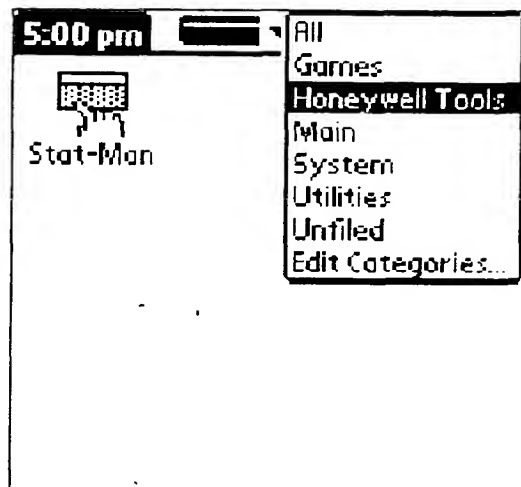 5:00 pm
All
Games
Honeywell Tools
Main
System
Utilities
Unfiled
Edit Categories...
Stat-Man